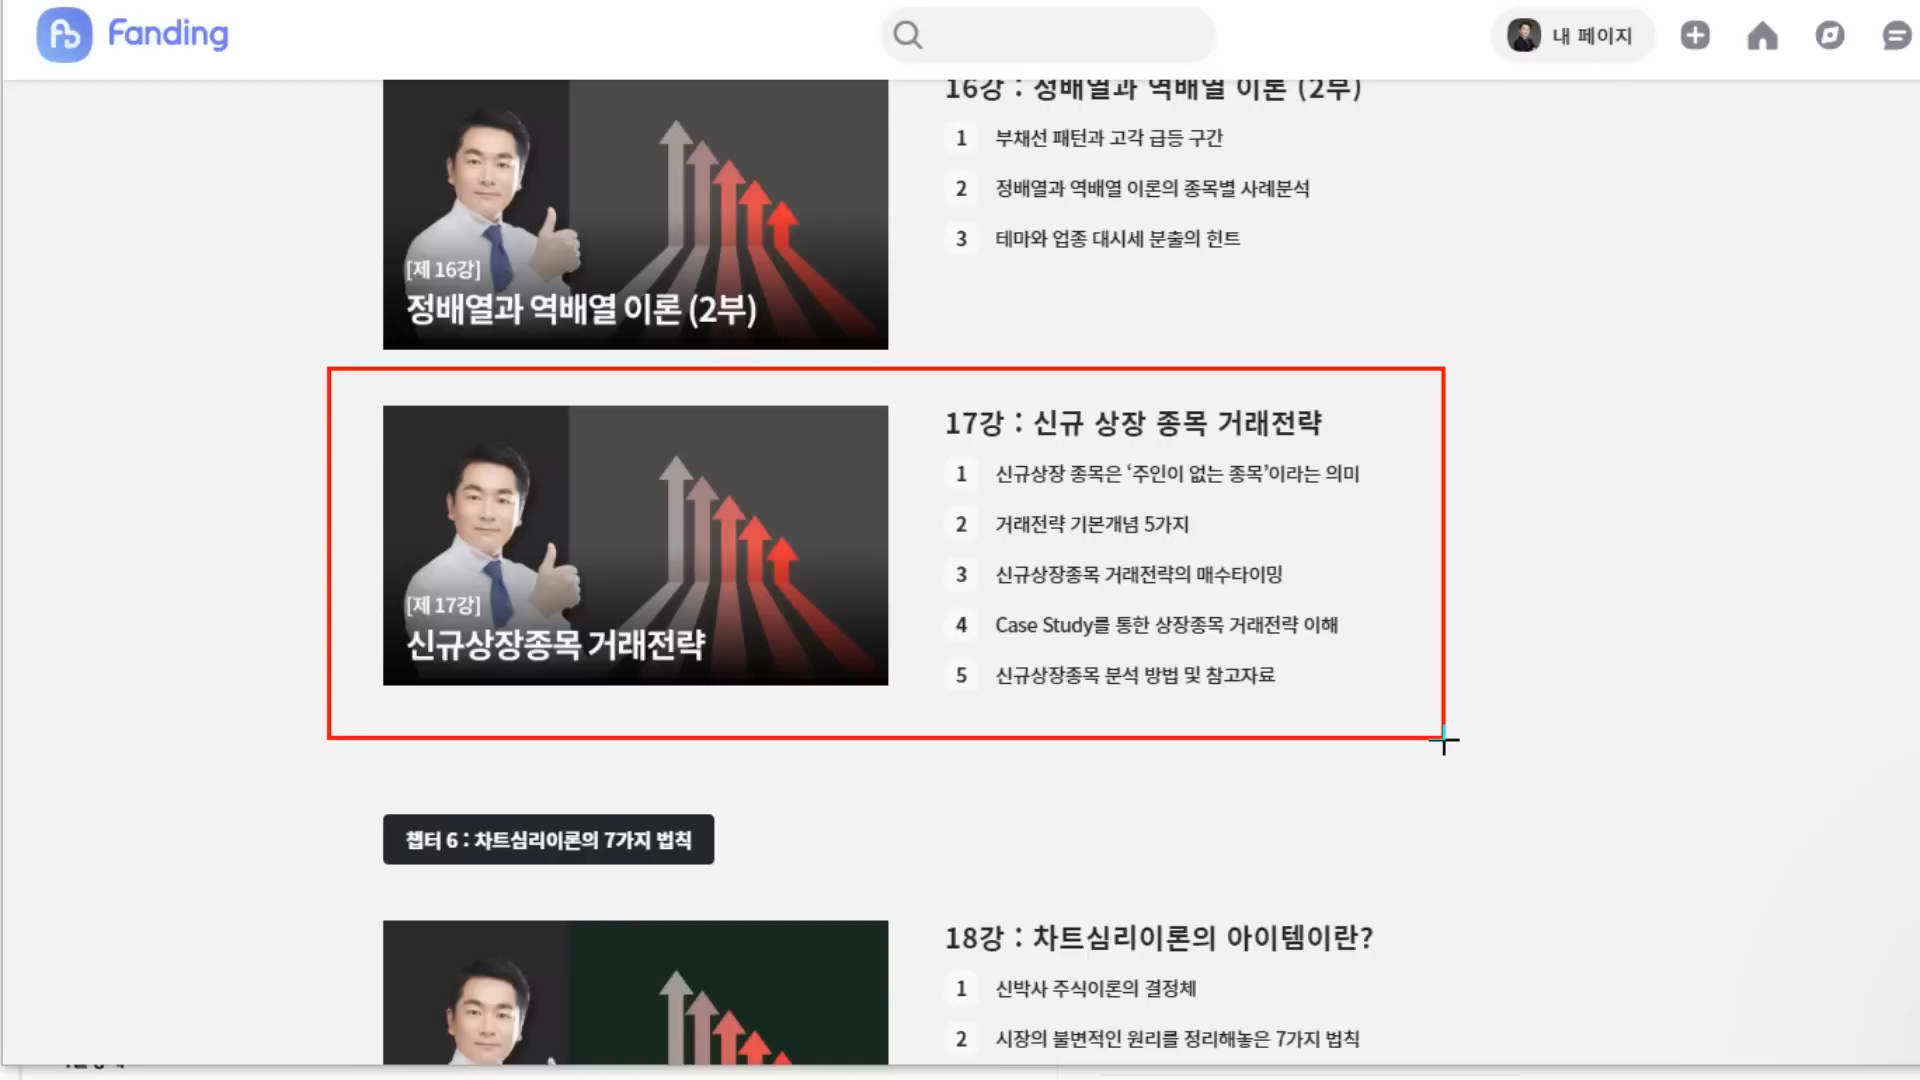 Fanding
내 페이지
16강 : 정배열과 역배열 이론 (2부)
1 부채선 패턴과 고각 급등 구간
2 정배열과 역배열 이론의 종목별 사례분석
3 테마와 업종 대시세 분출의 힌트
[제 16강]
정배열과 역배열 이론 (2부)
17강 : 신규 상장 종목 거래전략
1 신규상장 종목은 ‘주인이 없는 종목’이라는 의미
2 거래전략 기본개념 5가지
3 신규상장종목 거래전략의 매수타이밍
4 Case Study를 통한 상장종목 거래전략 이해
5 신규상장종목 분석 방법 및 참고자료
[제 17강]
신규상장종목 거래전략
챕터 6 : 차트심리이론의 7가지 법칙
18강 : 차트심리이론의 아이템이란?
1 신박사 주식이론의 결정체
2 시장의 불변적인 원리를 정리해놓은 7가지 법칙